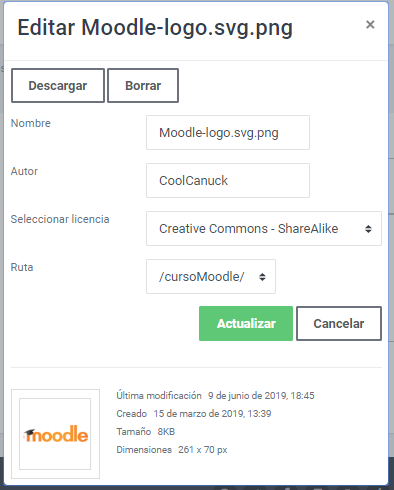 Editar Moodle-logo.svg.png ×
Descargar Borrar
Nombre Moodle-logo.svg.png
Autor CoolCanuck
Seleccionar licencia Creative Commons - ShareAlike
Ruta /cursoMoodle/
Actualizar Cancelar
Última modificación 9 de junio de 2019, 18:45
Creado 15 de marzo de 2019, 13:39
Tamaño 8KB
Dimensiones 261 x 70 px
moodle